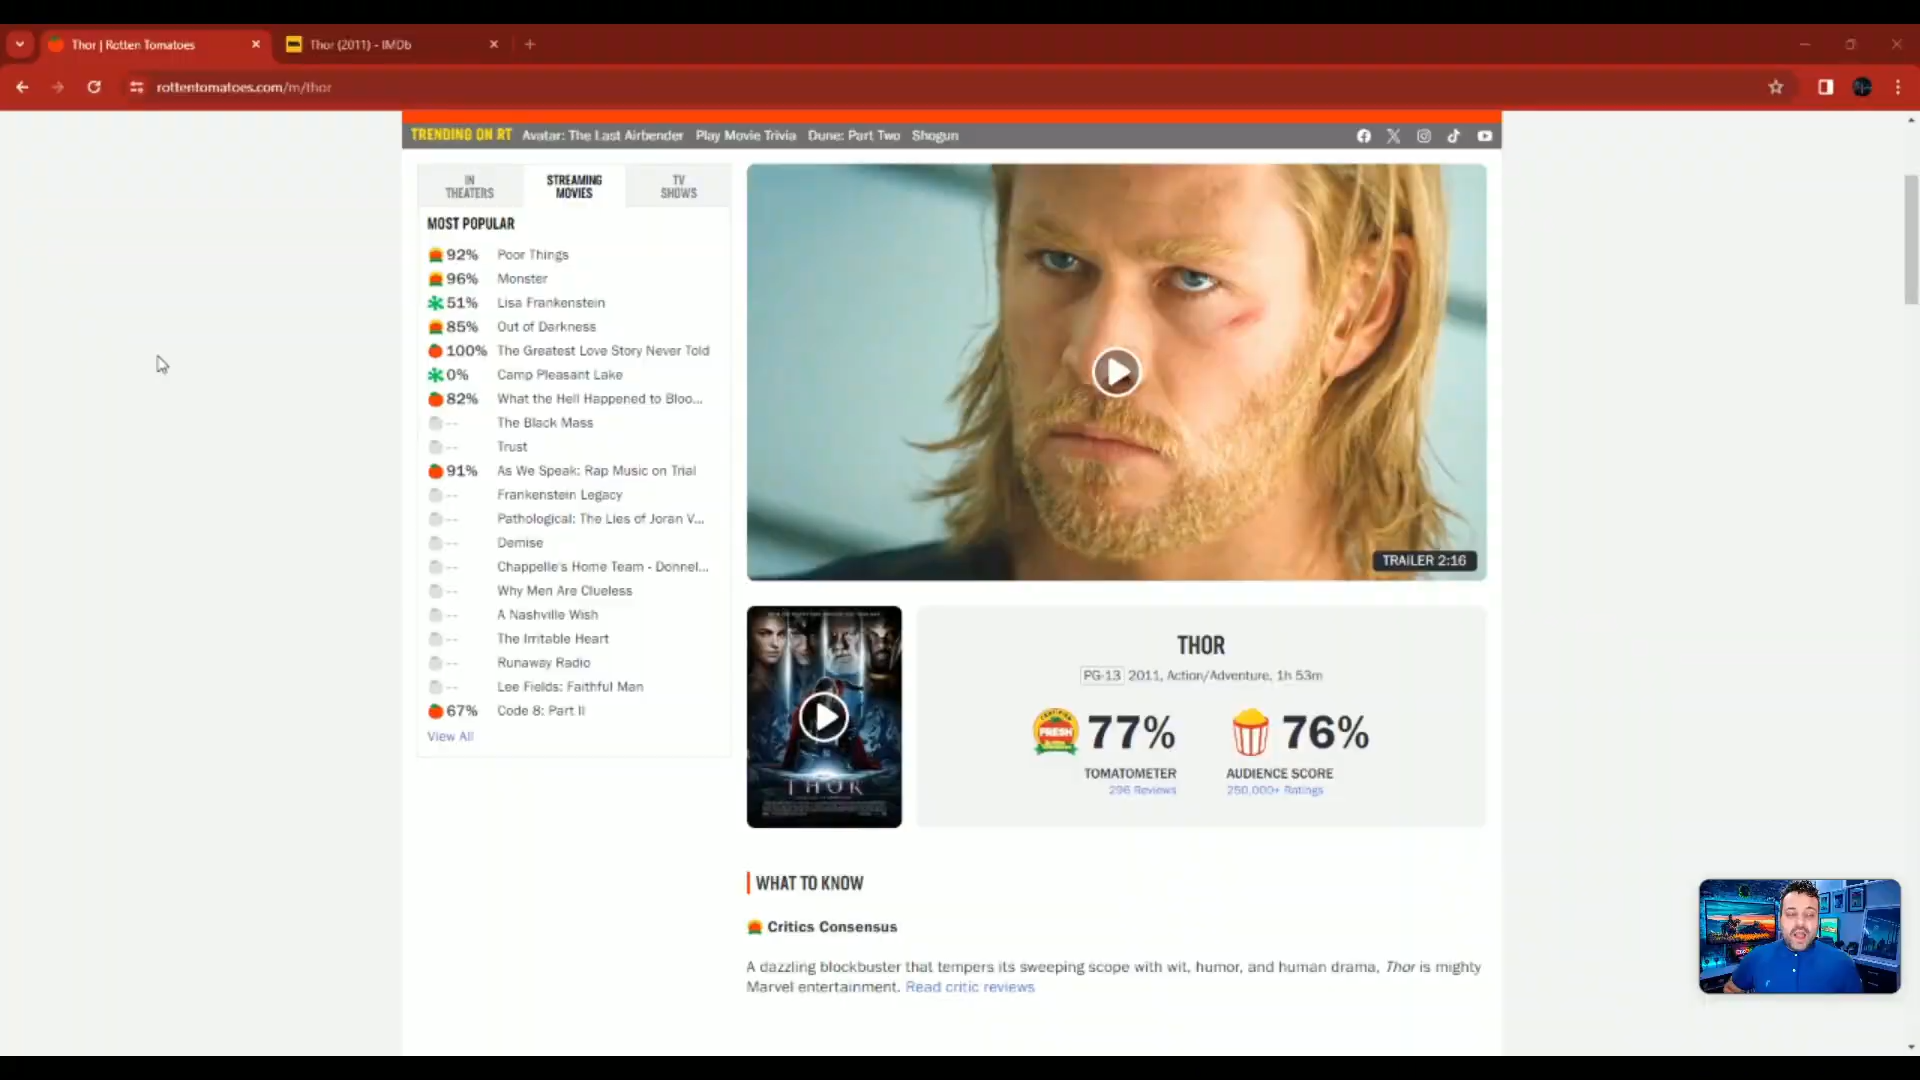 Thor | Rotten Tomatoes
Thor (2011) - IMDb
rottentomatoes.com/m/thor
TRENDING ON RT Avatar: The Last Airbender Play Movie Trivia Dune: Part Two Shogun
IN THEATERS
STREAMING MOVIES
TV SHOWS
MOST POPULAR
92% Poor Things
96% Monster
51% Lisa Frankenstein
85% Out of Darkness
100% The Greatest Love Story Never Told
0% Camp Pleasant Lake
82% What the Hell Happened to Bloo...
-- The Black Mass
-- Trust
91% As We Speak: Rap Music on Trial
-- Frankenstein Legacy
-- Pathological: The Lies of Joran V...
-- Demise
-- Chappelle's Home Team - Donnel...
-- Why Men Are Clueless
-- A Nashville Wish
-- The Irritable Heart
-- Runaway Radio
-- Lee Fields: Faithful Man
67% Code 8: Part II
View All
TRAILER 2:16
THOR
THOR
PG-13 2011, Action/Adventure, 1h 53m
CERTIFIED FRESH
77% 76%
TOMATOMETER AUDIENCE SCORE
296 Reviews 250,000+ Ratings
WHAT TO KNOW
Critics Consensus
A dazzling blockbuster that tempers its sweeping scope with wit, humor, and human drama, Thor is mighty
Marvel entertainment. Read critic reviews